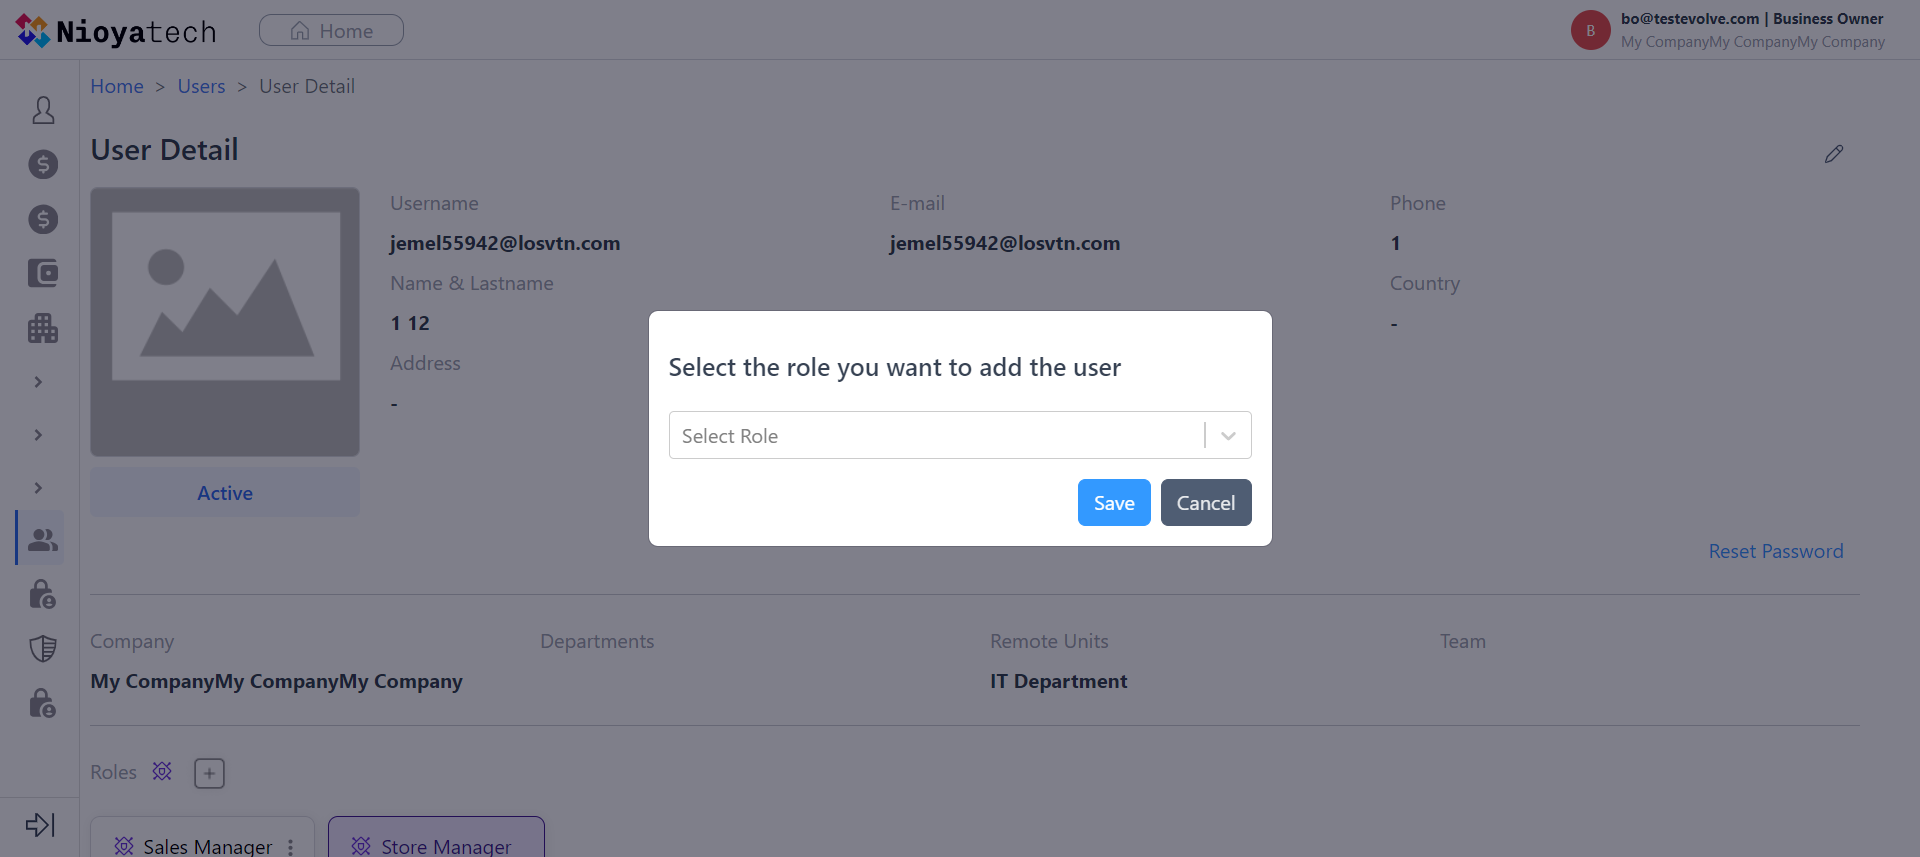 Nioyatech
Home
bo@testevolve.com | Business Owner
B
My CompanyMy CompanyMy Company
Home > Users > User Detail
User Detail
Username
E-mail
Phone
jemel55942@losvtn.com
jemel55942@losvtn.com
1
Name & Lastname
Country
1 12
-
Address
-
Select the role you want to add the user
Select Role
Save
Cancel
Active
Reset Password
Company
Departments
Remote Units
Team
My CompanyMy CompanyMy Company
IT Department
Roles
Sales Manager
Store Manager